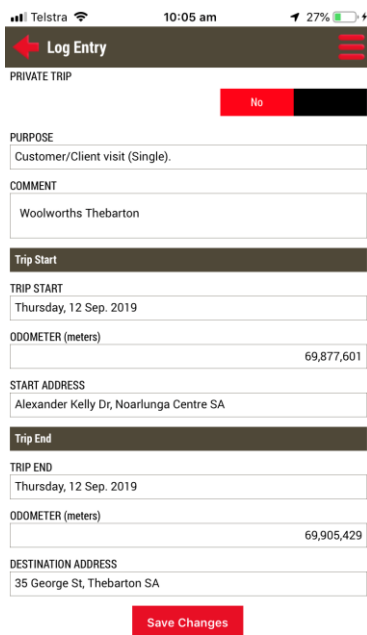 Telstra 10:05 am 27%
Log Entry
PRIVATE TRIP
No
PURPOSE
Customer/Client visit (Single).
COMMENT
Woolworths Thebarton
Trip Start
TRIP START
Thursday, 12 Sep. 2019
ODOMETER (meters)
69,877,601
START ADDRESS
Alexander Kelly Dr, Noarlunga Centre SA
Trip End
TRIP END
Thursday, 12 Sep. 2019
ODOMETER (meters)
69,905,429
DESTINATION ADDRESS
35 George St, Thebarton SA
Save Changes